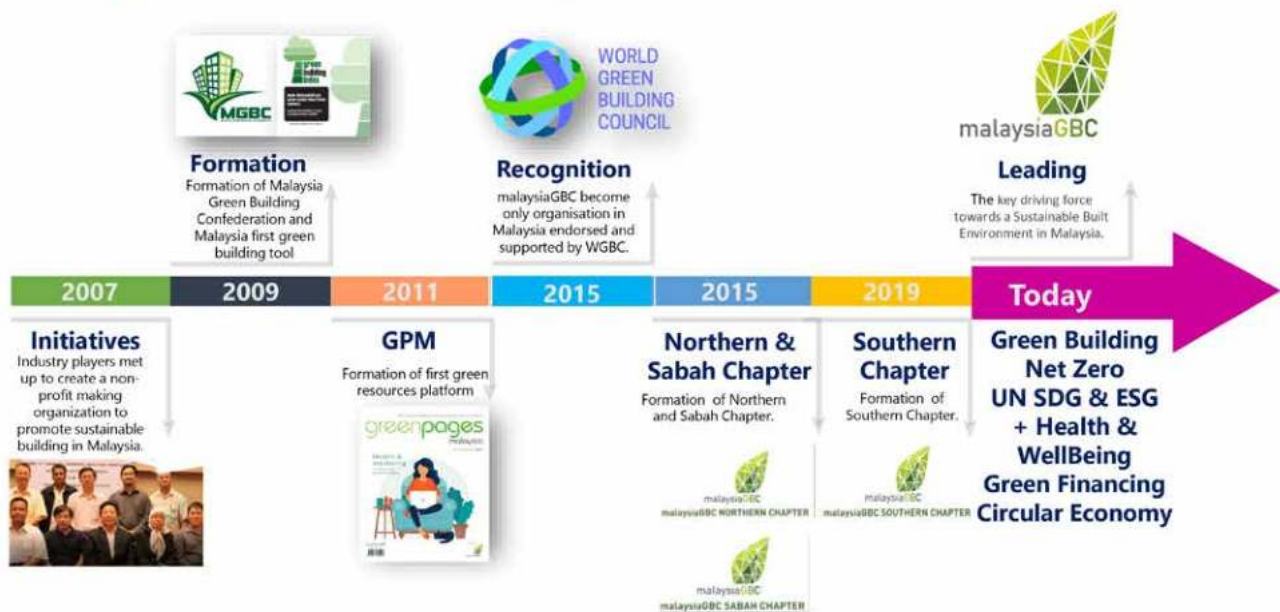 MGBC
green
building
index
WORLD
GREEN
BUILDING
COUNCIL
malaysiaGBC
Formation
Formation of Malaysia
Green Building
Confederation and
Malaysia first green
building tool
Recognition
malaysiaGBC become
only organisation in
Malaysia endorsed and
supported by WGBC.
Leading
The key driving force
towards a Sustainable Built
Environment in Malaysia.
2007
2009
2011
2015
2015
2019
Today
Initiatives
Industry players met
up to create a non-
profit making
organization to
promote sustainable
building in Malaysia.
GPM
Formation of first green
resources platform
greenpages
malaysia
Northern &
Sabah Chapter
Formation of Northern
and Sabah Chapter.
malaysiaGBC
malaysiaGBC NORTHERN CHAPTER
malaysiaGBC
malaysiaGBC SABAH CHAPTER
Southern
Chapter
Formation of
Southern Chapter.
malaysiaGBC
malaysiaGBC SOUTHERN CHAPTER
Green Building
Net Zero
UN SDG & ESG
+ Health &
WellBeing
Green Financing
Circular Economy